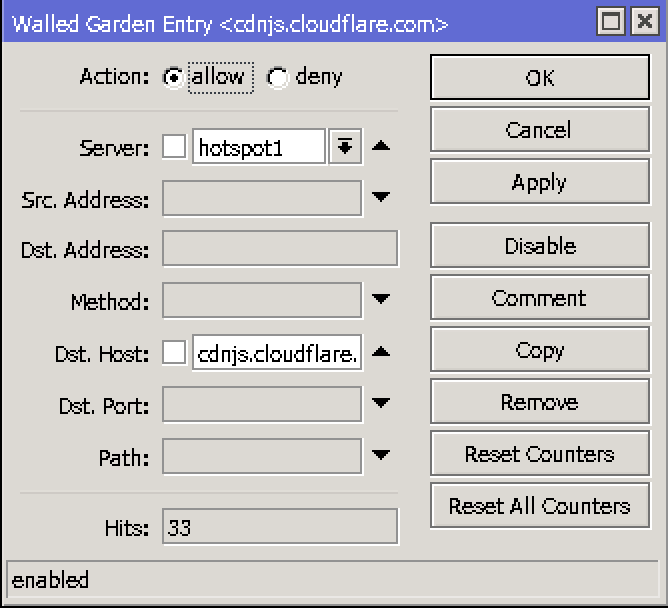 Walled Garden Entry <cdnjs.cloudflare.com>
Action: allow deny
OK
Cancel
Server: hotspot1
Apply
Src. Address:
Dst. Address:
Disable
Method:
Comment
Dst. Host: cdnjs.cloudflare.
Copy
Dst. Port:
Remove
Path:
Reset Counters
Reset All Counters
Hits: 33
enabled